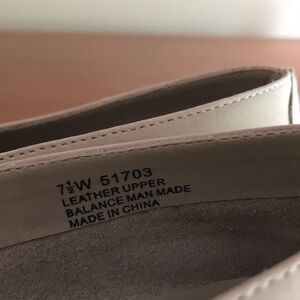 7½W 51703
LEATHER UPPER
BALANCE MAN MADE
MADE IN CHINA